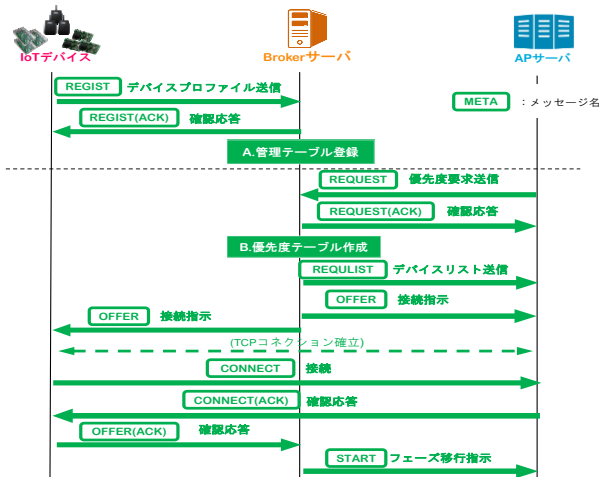 IoTデバイス
Brokerサーバ
APサーバ
REGIST デバイスプロファイル送信
META :メッセージ名
REGIST(ACK) 確認応答
A.管理テーブル登録
REQUEST 優先度要求送信
REQUEST(ACK) 確認応答
B.優先度テーブル作成
REQULIST デバイスリスト送信
OFFER 接続指示
OFFER 接続指示
(TCPコネクション確立)
CONNECT 接続
CONNECT(ACK) 確認応答
OFFER(ACK) 確認応答
START フェーズ移行指示